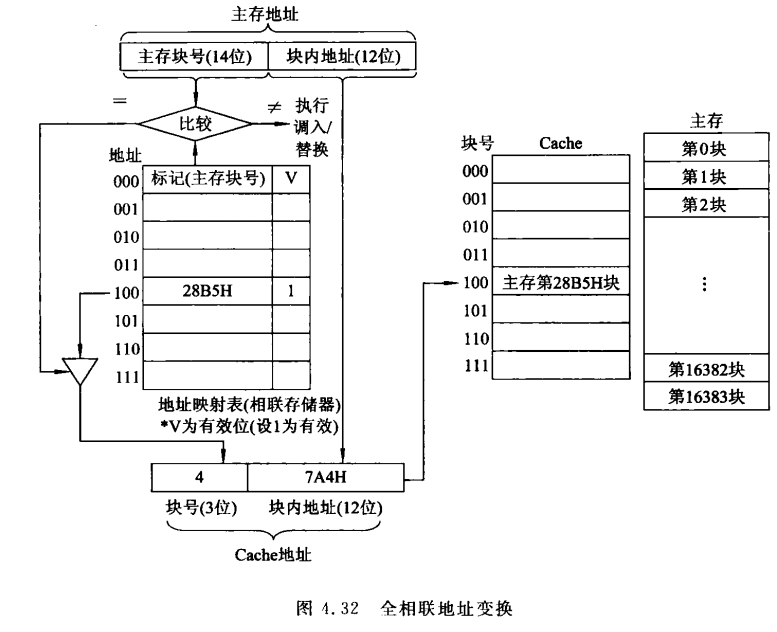 主存地址
主存块号(14位) 块内地址(12位)
= ≠ 执行
比较 调入/
替换
地址
000 标记(主存块号) V
001
010
011
100 28B5H 1
101
110
111
地址映射表(相联存储器)
*V为有效位(设1为有效)
4 7A4H
块号(3位) 块内地址(12位)
Cache地址
块号 Cache
000
001
010
011
100 主存第28B5H块
101
110
111
主存
第0块
第1块
第2块
⋮
第16382块
第16383块
图 4.32 全相联地址变换